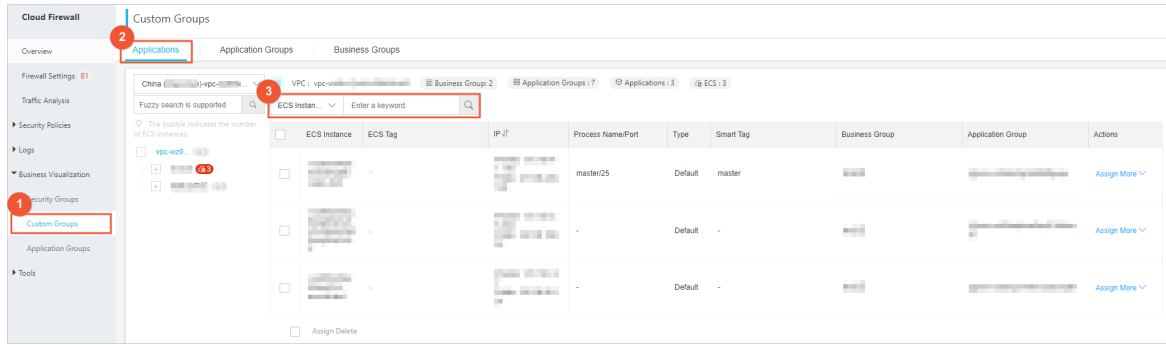 Cloud Firewall
Custom Groups
2
Overview
Applications
Application Groups
Business Groups
Firewall Settings 81
China ( )-vpc- ...
VPC : vpc-
Business Group: 2
Application Groups : 7
Applications : 3
ECS : 3
3
Traffic Analysis
Fuzzy search is supported
ECS Instan...
Enter a keyword.
Security Policies
The bubble indicates the number
of ECS instances.
ECS Instance
ECS Tag
IP
Process Name/Port
Type
Smart Tag
Business Group
Application Group
Actions
Logs
vpc-wz9... 3
Business Visualization
3
master/25
Default
master
Assign More
0
Security Groups
1
Custom Groups
-
Default
-
Assign More
Application Groups
Tools
-
Default
-
Assign More
Assign Delete